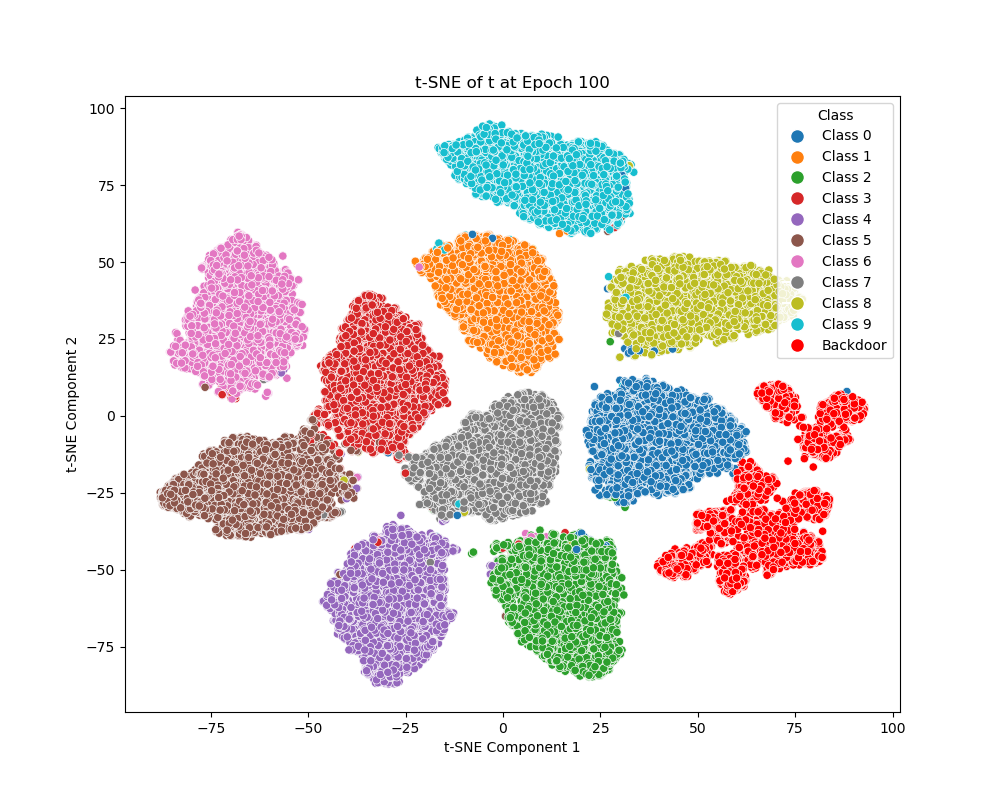 t-SNE of t at Epoch 100
100
75
50
25
0
−25
−50
−75
t-SNE Component 2
−75
−50
−25
0
25
50
75
100
t-SNE Component 1
Class
Class 0
Class 1
Class 2
Class 3
Class 4
Class 5
Class 6
Class 7
Class 8
Class 9
Backdoor